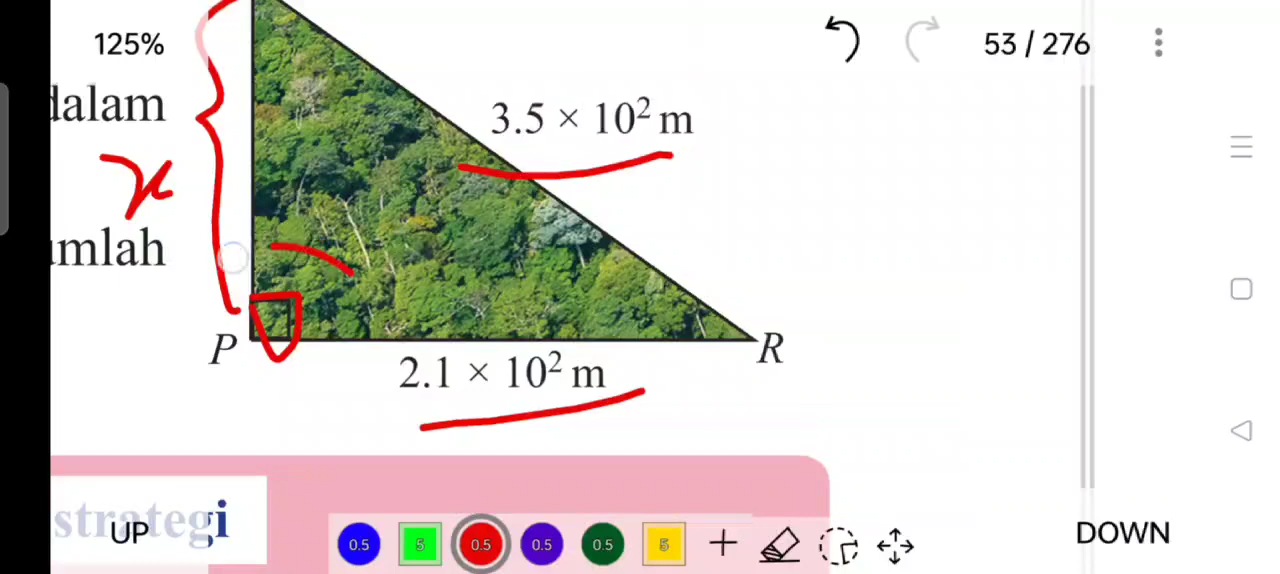 125%
53 / 276
dalam
3.5 × 10² m
x
umlah
P
R
2.1 × 10² m
strategi
UP
0.5
5
0.5
0.5
0.5
5
DOWN